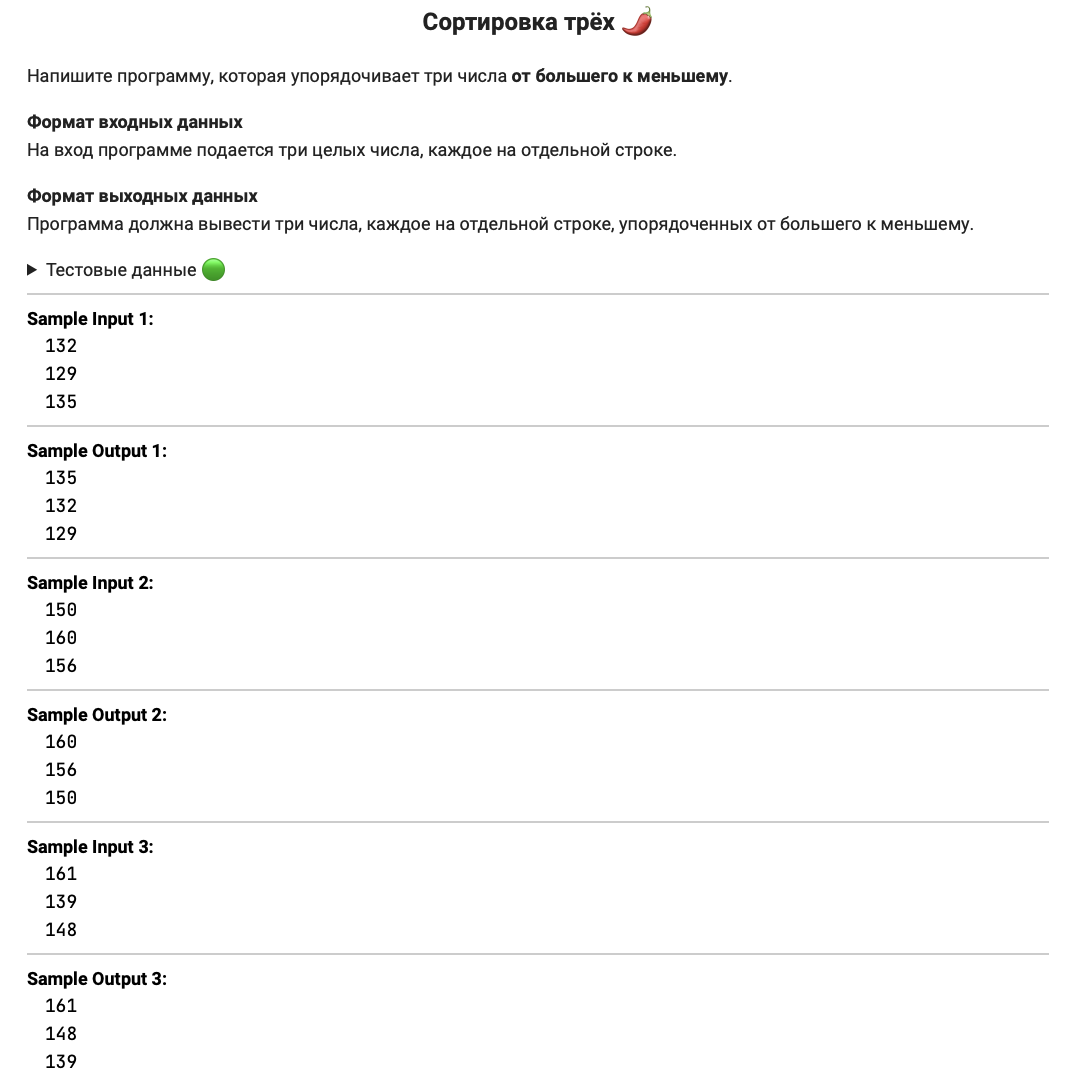 Сортировка трёх 🌶️
Напишите программу, которая упорядочивает три числа от большего к меньшему.
Формат входных данных
На вход программе подается три целых числа, каждое на отдельной строке.
Формат выходных данных
Программа должна вывести три числа, каждое на отдельной строке, упорядоченных от большего к меньшему.
Тестовые данные 🟢
Sample Input 1:
132
129
135
Sample Output 1:
135
132
129
Sample Input 2:
150
160
156
Sample Output 2:
160
156
150
Sample Input 3:
161
139
148
Sample Output 3:
161
148
139